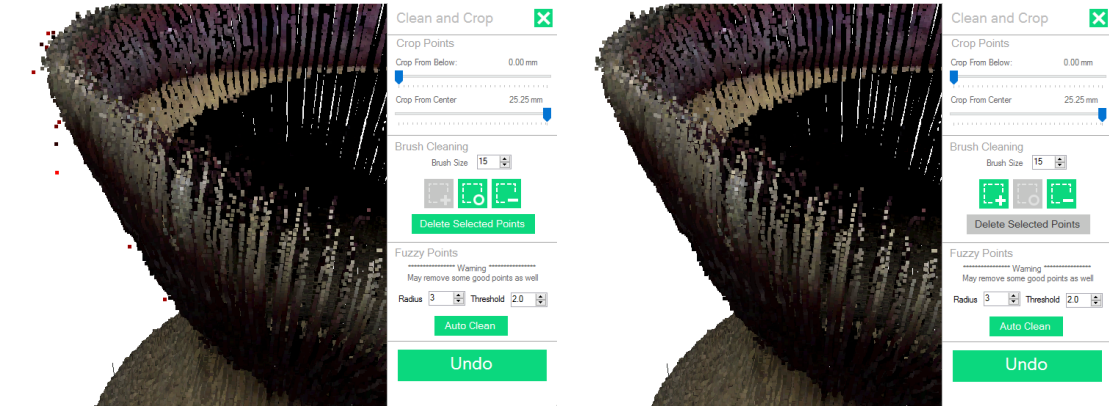 Clean and Crop
Crop Points
Crop From Below: 0.00 mm
Crop From Center 25.25 mm
Brush Cleaning
Brush Size 15
Delete Selected Points
Fuzzy Points
**************** Warning ****************
May remove some good points as well
Radius 3 Threshold 2.0
Auto Clean
Undo
Clean and Crop
Crop Points
Crop From Below: 0.00 mm
Crop From Center 25.25 mm
Brush Cleaning
Brush Size 15
Delete Selected Points
Fuzzy Points
**************** Warning ****************
May remove some good points as well
Radius 3 Threshold 2.0
Auto Clean
Undo